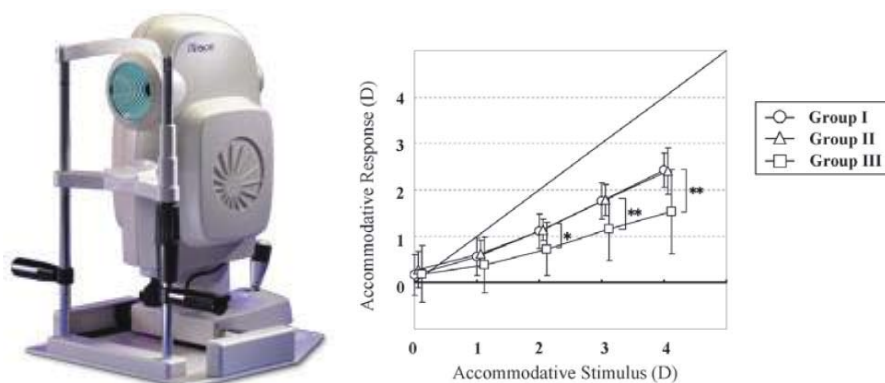 iTrace
Accommodative Response (D)
4
3
2
1
0
**
**
*
0 1 2 3 4
Accommodative Stimulus (D)
Group I
Group II
Group III